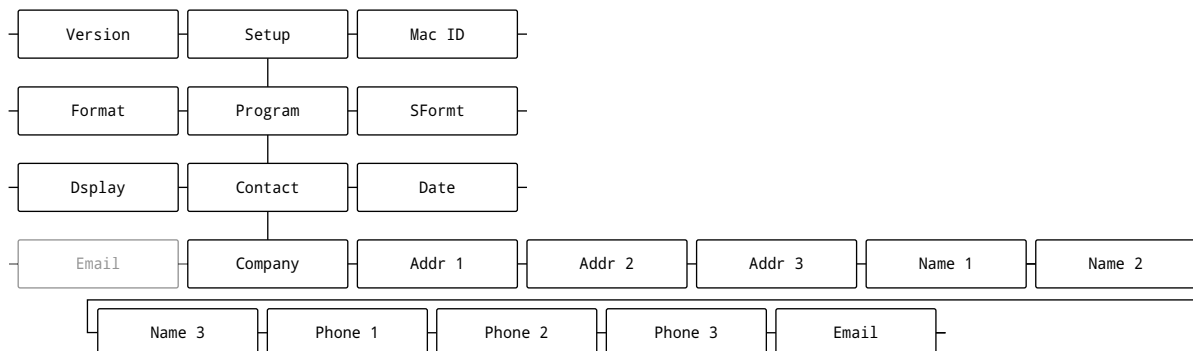 Version Setup Mac ID
Format Program SFormt
Dsplay Contact Date
Email Company Addr 1 Addr 2 Addr 3 Name 1 Name 2
Name 3 Phone 1 Phone 2 Phone 3 Email